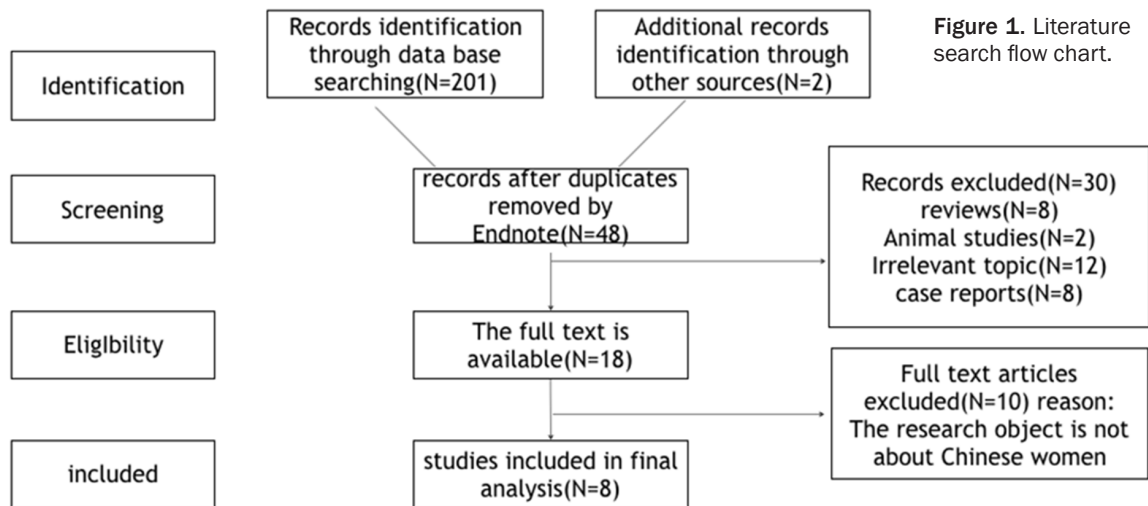 Identification
Records identification
through data base
searching(N=201)
Additional records
identification through
other sources(N=2)
Figure 1. Literature
search flow chart.
Screening
records after duplicates
removed by
Endnote(N=48)
Records excluded(N=30)
reviews(N=8)
Animal studies(N=2)
Irrelevant topic(N=12)
case reports(N=8)
EligIbility
The full text is
available(N=18)
Full text articles
excluded(N=10) reason:
The research object is not
about Chinese women
included
studies included in final
analysis(N=8)